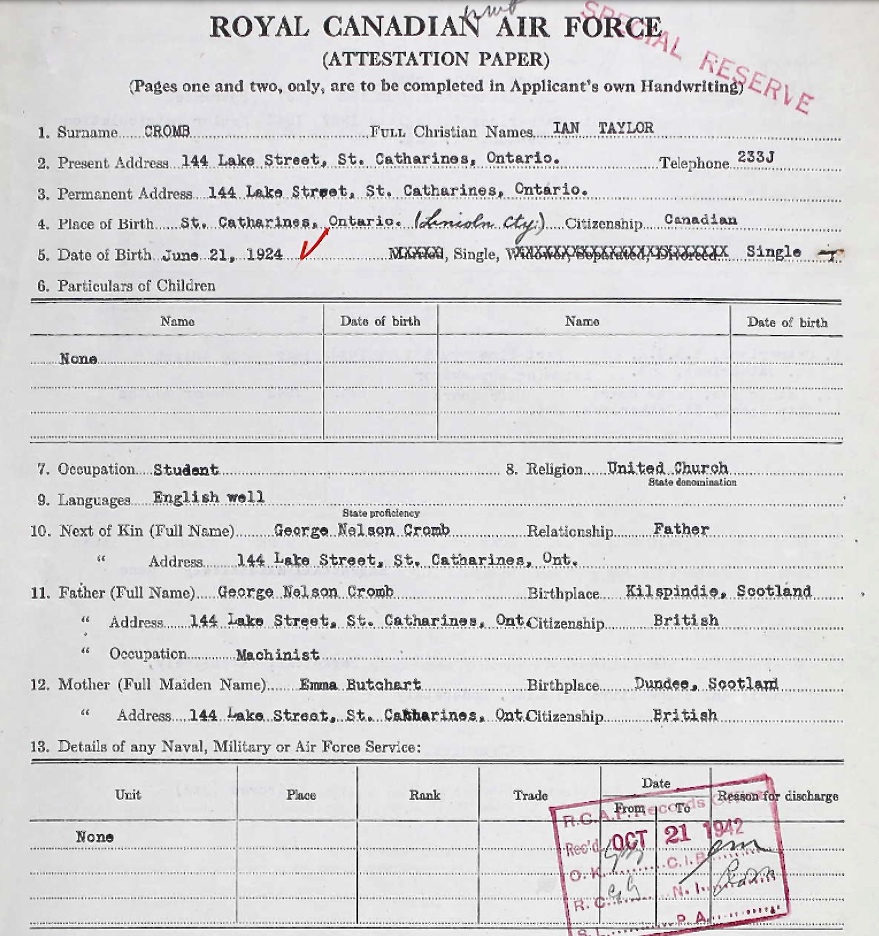 ROYAL CANADIAN AIR FORCE
SPECIAL RESERVE
(ATTESTATION PAPER)
(Pages one and two, only, are to be completed in Applicant's own Handwriting)
1. Surname CROMB FULL Christian Names IAN TAYLOR
2. Present Address 144 Lake Street, St. Catharines, Ontario. Telephone 233J
3. Permanent Address 144 Lake Street, St. Catharines, Ontario.
4. Place of Birth St. Catharines, Ontario. (Lincoln Cty.) Citizenship Canadian
5. Date of Birth June 21, 1924 Married, Single, Widower, Separated, Divorced Single
6. Particulars of Children
Name Date of birth Name Date of birth
None
7. Occupation Student 8. Religion United Church
State denomination
9. Languages English well
State proficiency
10. Next of Kin (Full Name) George Nelson Cromb Relationship Father
" Address 144 Lake Street, St. Catharines, Ont.
11. Father (Full Name) George Nelson Cromb Birthplace Kilspindie, Scotland
" Address 144 Lake Street, St. Catharines, Ont Citizenship British
" Occupation Machinist
12. Mother (Full Maiden Name) Emma Butchart Birthplace Dundee, Scotland
" Address 144 Lake Street, St. Catharines, Ont Citizenship British
13. Details of any Naval, Military or Air Force Service:
Unit Place Rank Trade Date From To Reason for discharge
None
R.C.A.F. Records Office
Rec'd OCT 21 1942
O.K. C.I.B.
R.C. N.I.
P.A.